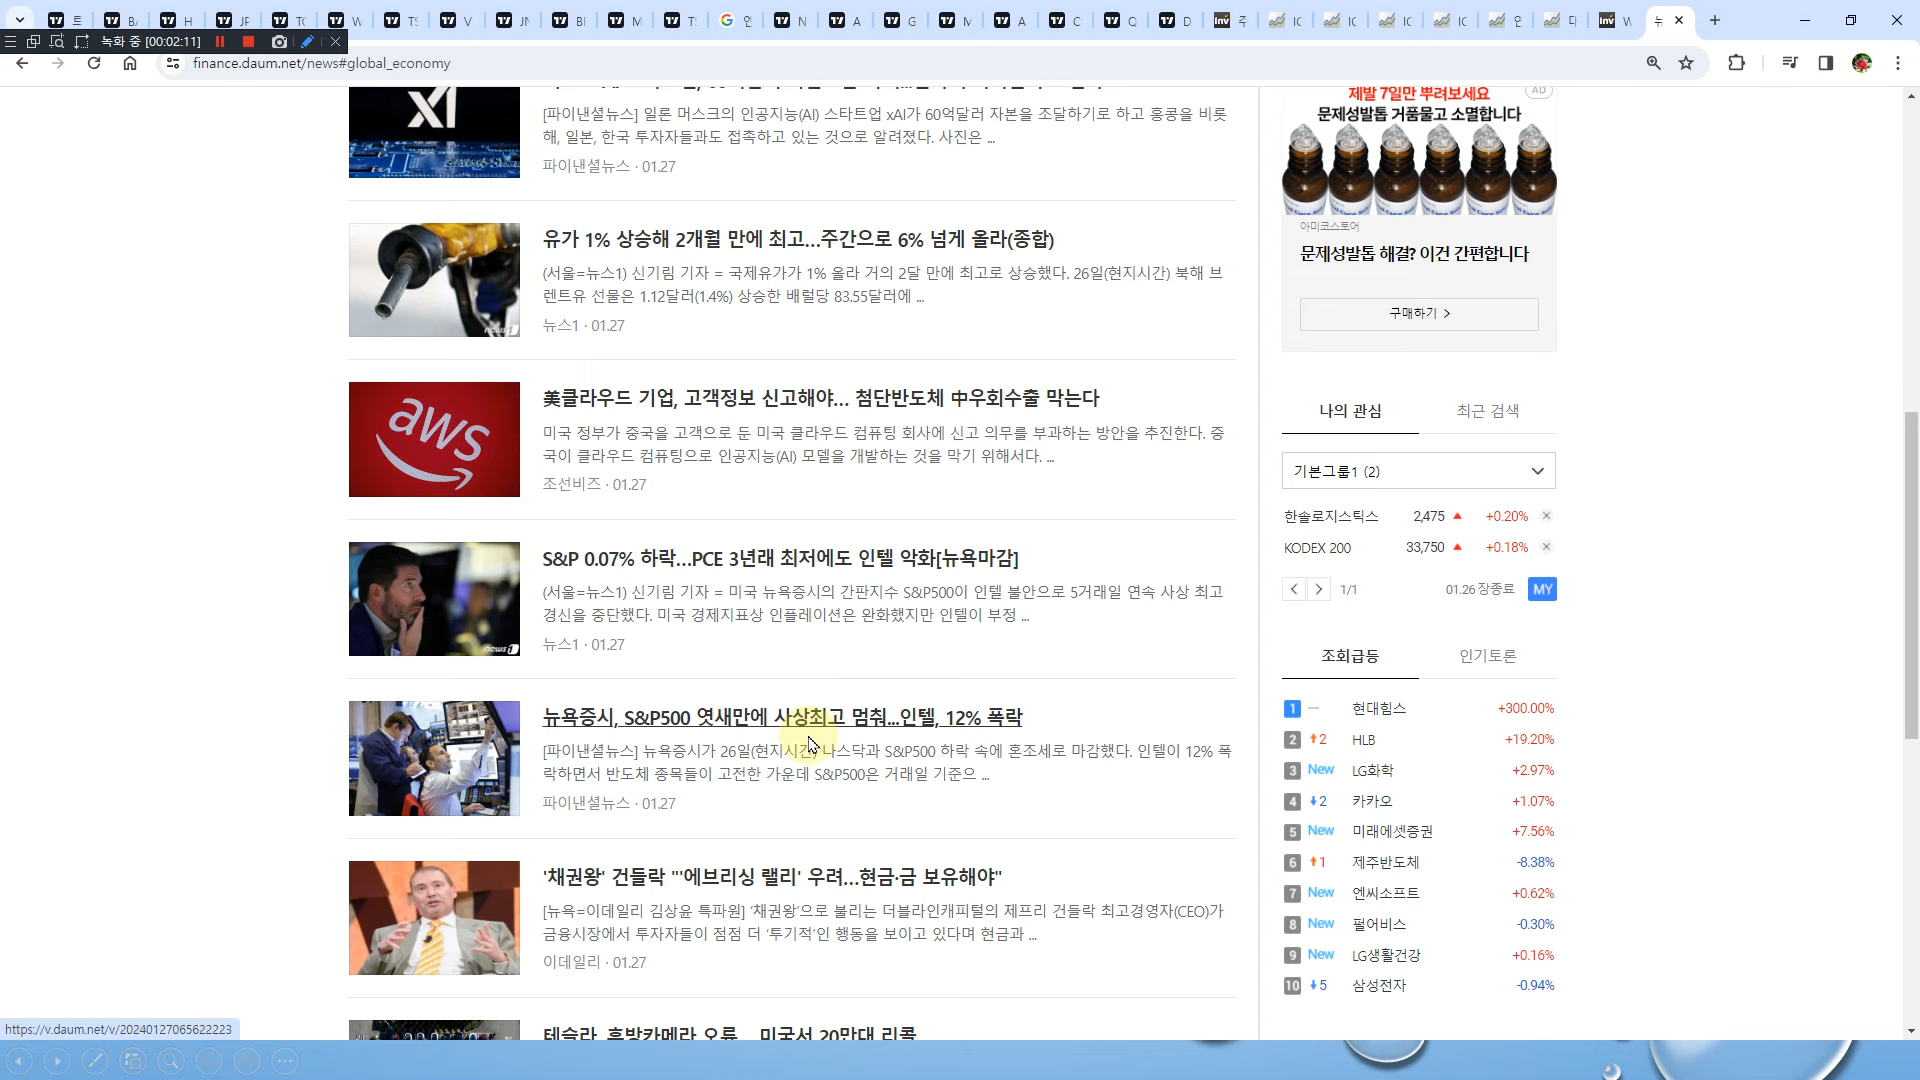 녹화 중 [00:02:11]
finance.daum.net/news#global_economy
[파이낸셜뉴스] 일론 머스크의 인공지능(AI) 스타트업 xAI가 60억달러 자본을 조달하기로 하고 홍콩을 비롯
해, 일본, 한국 투자자들과도 접촉하고 있는 것으로 알려졌다. 사진은 ...
파이낸셜뉴스 · 01.27
유가 1% 상승해 2개월 만에 최고…주간으로 6% 넘게 올라(종합)
(서울=뉴스1) 신기림 기자 = 국제유가가 1% 올라 거의 2달 만에 최고로 상승했다. 26일(현지시간) 북해 브
렌트유 선물은 1.12달러(1.4%) 상승한 배럴당 83.55달러에 ...
뉴스1 · 01.27
news1
aws
美클라우드 기업, 고객정보 신고해야… 첨단반도체 中우회수출 막는다
미국 정부가 중국을 고객으로 둔 미국 클라우드 컴퓨팅 회사에 신고 의무를 부과하는 방안을 추진한다. 중
국이 클라우드 컴퓨팅으로 인공지능(AI) 모델을 개발하는 것을 막기 위해서다. ...
조선비즈 · 01.27
S&P 0.07% 하락…PCE 3년래 최저에도 인텔 악화[뉴욕마감]
(서울=뉴스1) 신기림 기자 = 미국 뉴욕증시의 간판지수 S&P500이 인텔 불안으로 5거래일 연속 사상 최고
경신을 중단했다. 미국 경제지표상 인플레이션은 완화했지만 인텔이 부정 ...
뉴스1 · 01.27
news1
뉴욕증시, S&P500 엿새만에 사상최고 멈춰...인텔, 12% 폭락
[파이낸셜뉴스] 뉴욕증시가 26일(현지시간) 나스닥과 S&P500 하락 속에 혼조세로 마감했다. 인텔이 12% 폭
락하면서 반도체 종목들이 고전한 가운데 S&P500은 거래일 기준으 ...
파이낸셜뉴스 · 01.27
'채권왕' 건들락 "'에브리싱 랠리' 우려…현금·금 보유해야"
[뉴욕=이데일리 김상윤 특파원] ‘채권왕’으로 불리는 더블라인캐피털의 제프리 건들락 최고경영자(CEO)가
금융시장에서 투자자들이 점점 더 ‘투기적’인 행동을 보이고 있다며 현금과 ...
이데일리 · 01.27
테슬라, 후방카메라 오류… 미국서 20만대 리콜
제발 7일만 뿌려보세요
AD
문제성발톱 거품물고 소멸합니다
아미코스토어
문제성발톱 해결? 이건 간편합니다
구매하기 >
나의 관심 최근 검색
기본그룹1 (2)
한솔로지스틱스 2,475 ▲ +0.20% ×
KODEX 200 33,750 ▲ +0.18% ×
< > 1/1 01.26 장종료 MY
조회급등 인기토론
1 – 현대힘스 +300.00%
2 ↑2 HLB +19.20%
3 New LG화학 +2.97%
4 ↓2 카카오 +1.07%
5 New 미래에셋증권 +7.56%
6 ↑1 제주반도체 -8.38%
7 New 엔씨소프트 +0.62%
8 New 펄어비스 -0.30%
9 New LG생활건강 +0.16%
10 ↓5 삼성전자 -0.94%
https://v.daum.net/v/20240127065622223